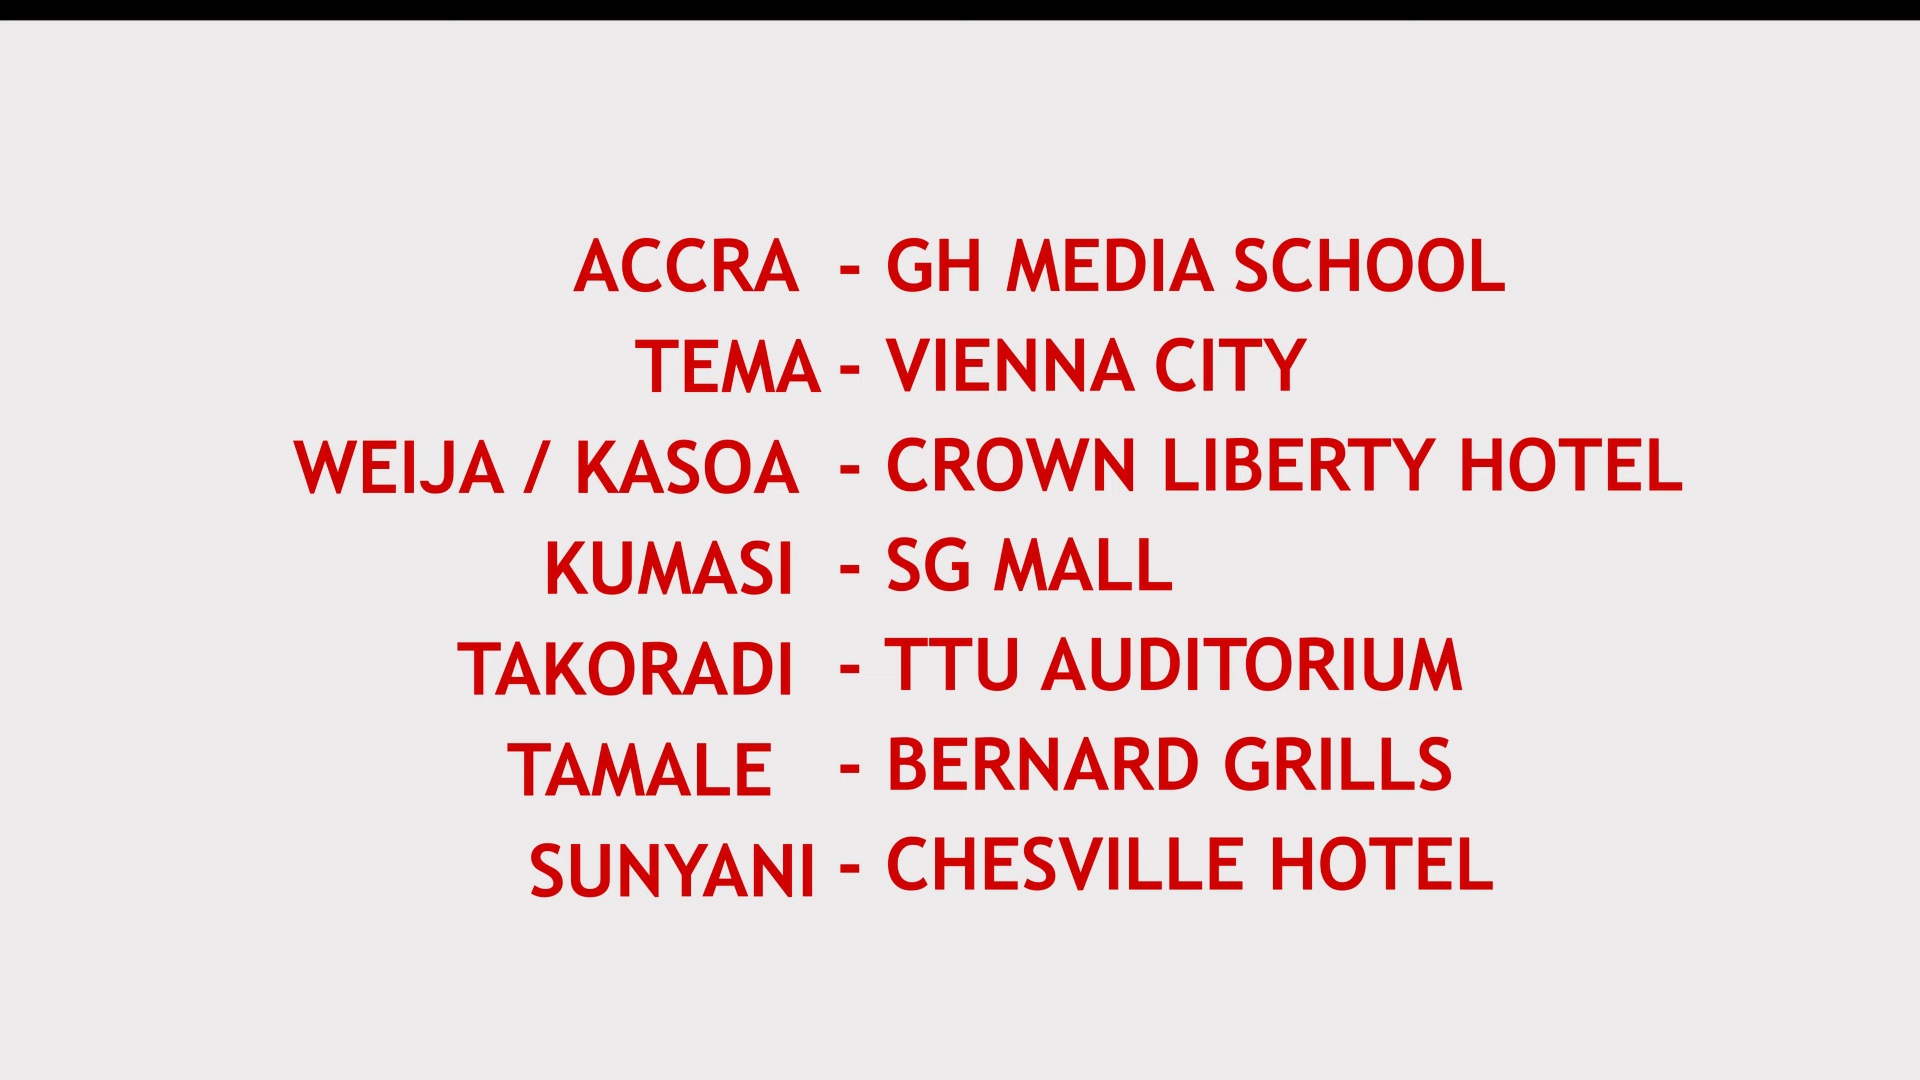 ACCRA - GH MEDIA SCHOOL
TEMA - VIENNA CITY
WEIJA / KASOA - CROWN LIBERTY HOTEL
KUMASI - SG MALL
TAKORADI - TTU AUDITORIUM
TAMALE - BERNARD GRILLS
SUNYANI - CHESVILLE HOTEL